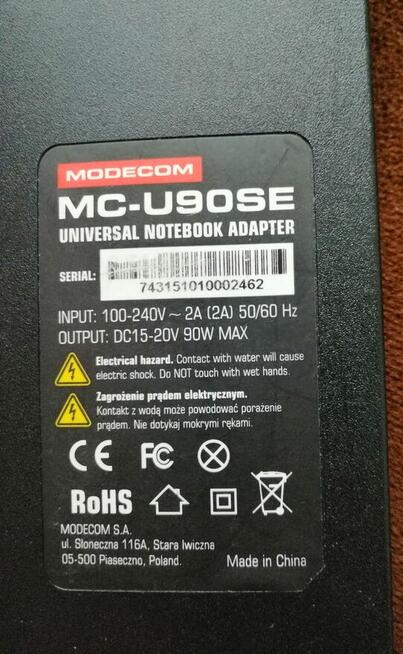 MODECOM
MC-U90SE
UNIVERSAL NOTEBOOK ADAPTER
SERIAL:
743151010002462
INPUT: 100-240V ~ 2A (2A) 50/60 Hz
OUTPUT: DC15-20V 90W MAX
Electrical hazard. Contact with water will cause
electric shock. Do NOT touch with wet hands.
Zagrożenie prądem elektrycznym.
Kontakt z wodą może powodować porażenie
prądem. Nie dotykaj mokrymi rękami.
CE FC
RoHS
MODECOM S.A.
ul. Słoneczna 116A, Stara Iwiczna
05-500 Piaseczno, Poland.
Made in China